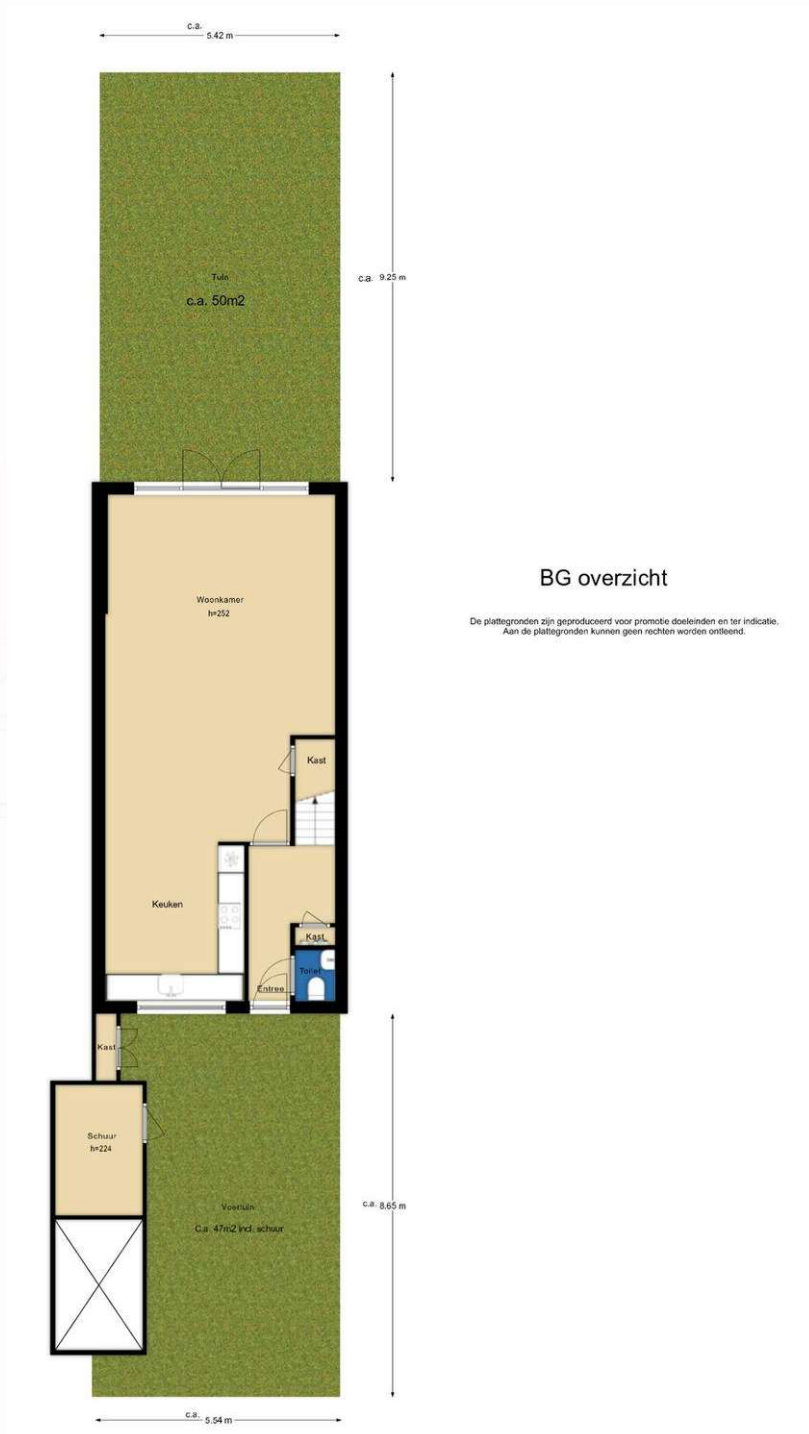 c.a.
5.42 m
Tuin
c.a. 50m2
c.a. 9.25 m
Woonkamer
h=252
BG overzicht
De plattegronden zijn geproduceerd voor promotie doeleinden en ter indicatie.
Aan de plattegronden kunnen geen rechten worden ontleend.
Kast
Keuken
Kast
Toilet
Entree
Kast
Schuur
h=224
c.a. 8.65 m
Voortuin
C.a. 47m2 incl. schuur
c.a.
5.54 m